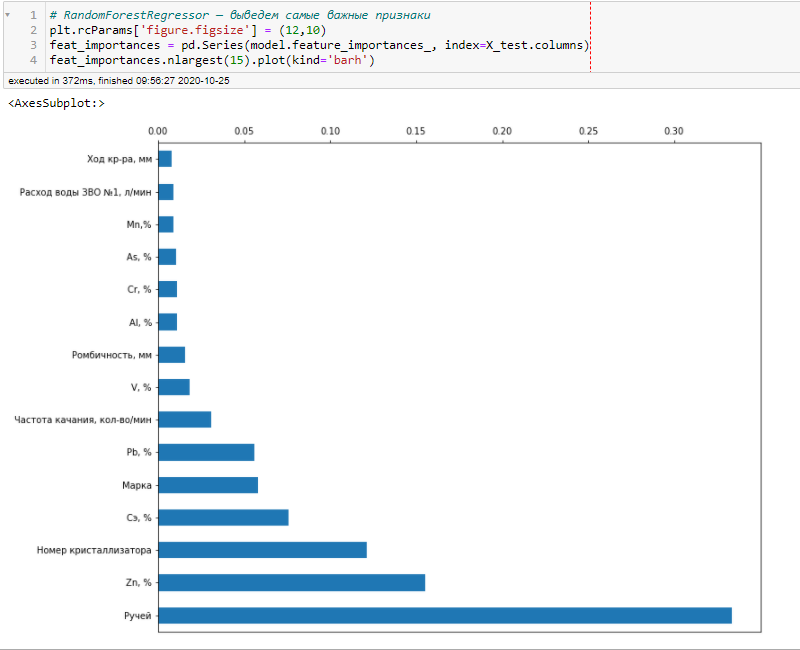 1 # RandomForestRegressor – выведем самые важные признаки
2 plt.rcParams['figure.figsize'] = (12,10)
3 feat_importances = pd.Series(model.feature_importances_, index=X_test.columns)
4 feat_importances.nlargest(15).plot(kind='barh')
executed in 372ms, finished 09:56:27 2020-10-25
<AxesSubplot:>
0.00 0.05 0.10 0.15 0.20 0.25 0.30
Ход кр-ра, мм
Расход воды ЗВО №1, л/мин
Mn,%
As, %
Cr, %
Al, %
Ромбичность, мм
V, %
Частота качания, кол-во/мин
Pb, %
Марка
Сэ, %
Номер кристаллизатора
Zn, %
Ручей